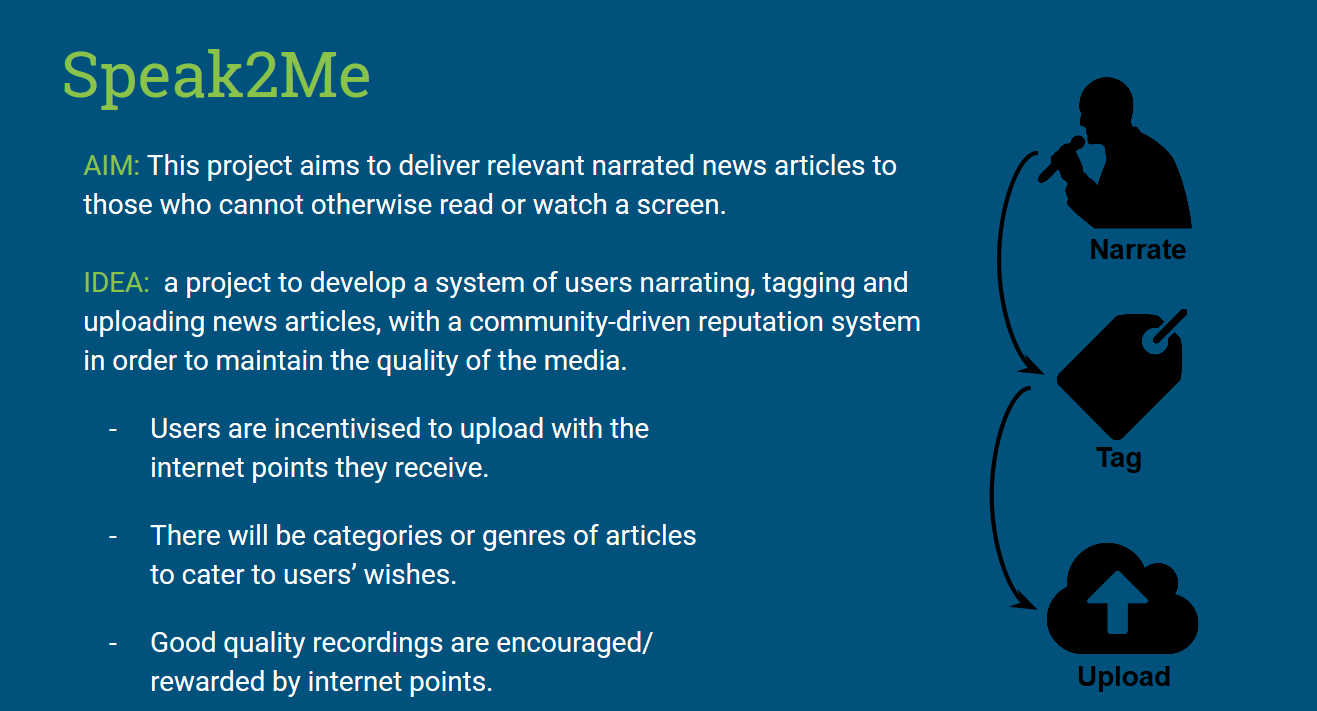 Speak2Me
AIM: This project aims to deliver relevant narrated news articles to
those who cannot otherwise read or watch a screen.
IDEA:  a project to develop a system of users narrating, tagging and
uploading news articles, with a community-driven reputation system
in order to maintain the quality of the media.
- Users are incentivised to upload with the
internet points they receive.
- There will be categories or genres of articles
to cater to users’ wishes.
- Good quality recordings are encouraged/
rewarded by internet points.
Narrate
Tag
Upload